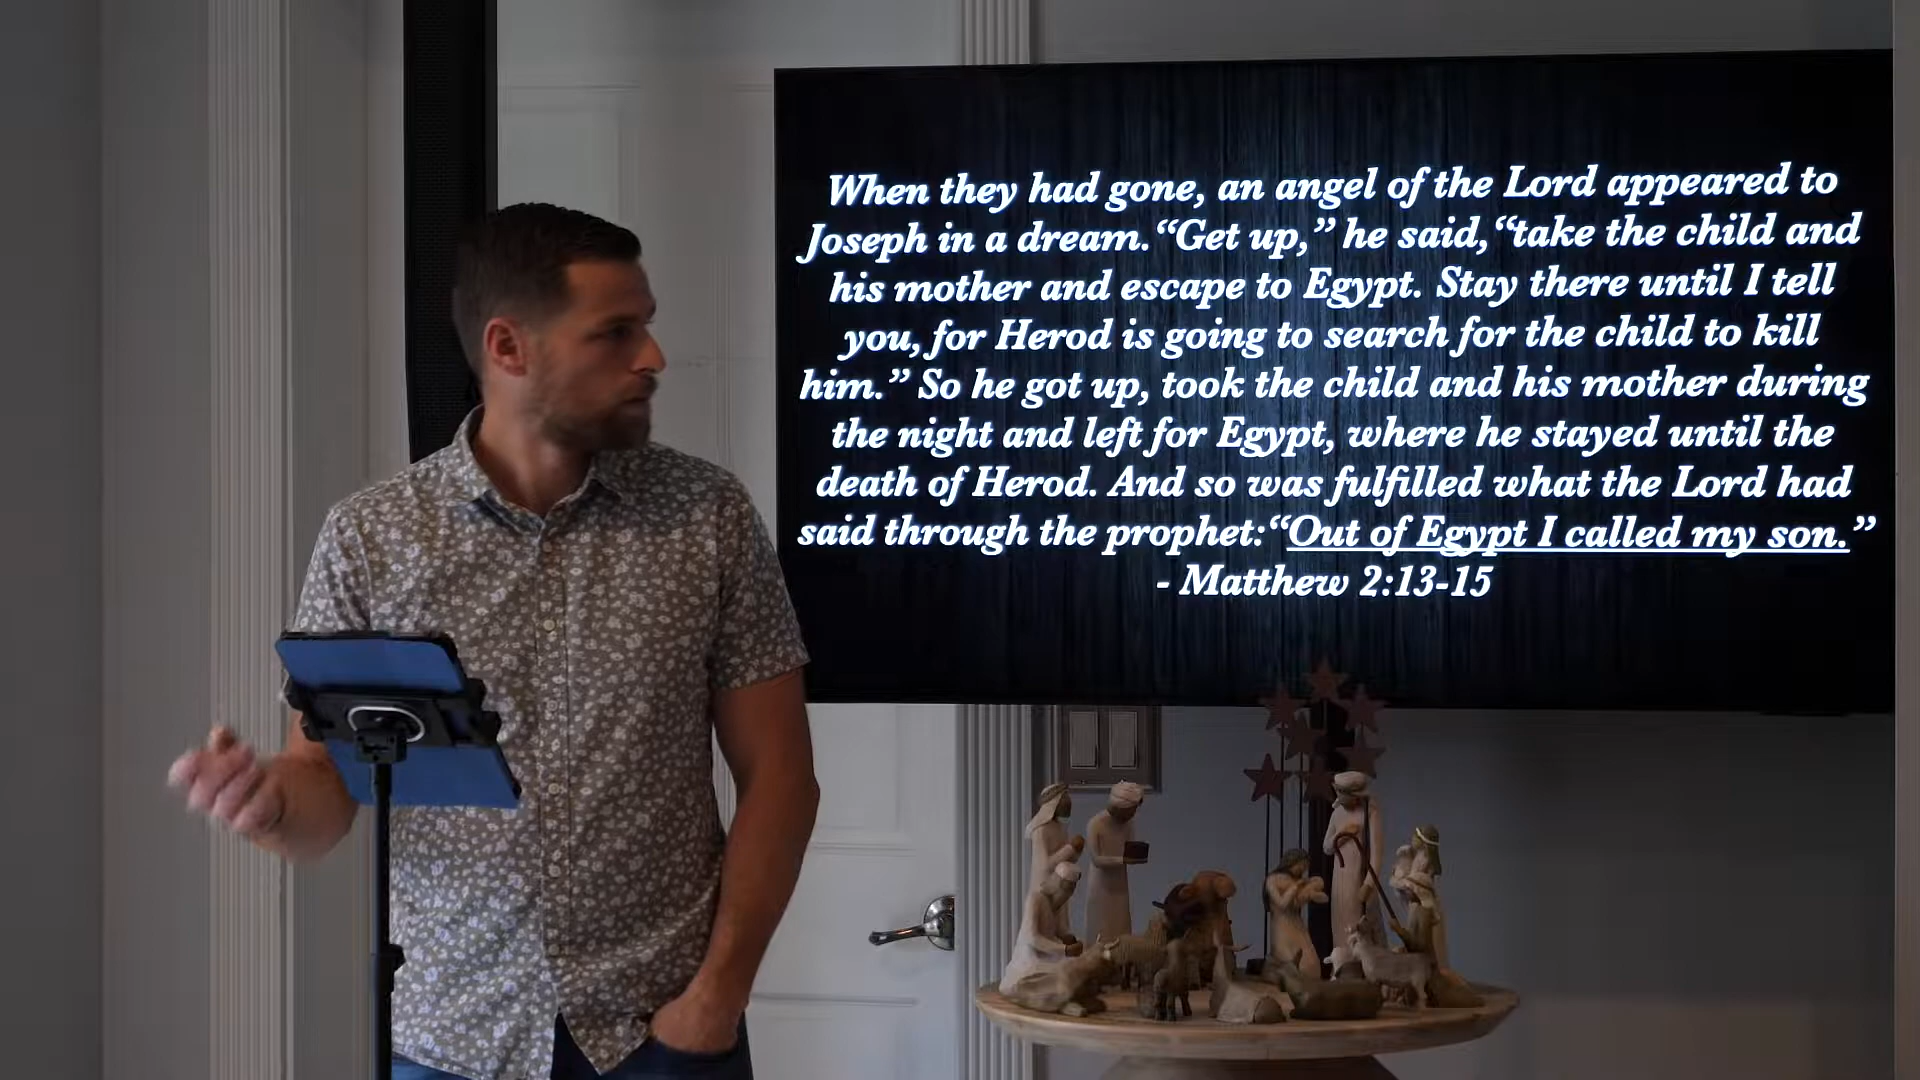 When they had gone, an angel of the Lord appeared to
Joseph in a dream. “Get up,” he said, “take the child and
his mother and escape to Egypt. Stay there until I tell
you, for Herod is going to search for the child to kill
him.” So he got up, took the child and his mother during
the night and left for Egypt, where he stayed until the
death of Herod. And so was fulfilled what the Lord had
said through the prophet: “Out of Egypt I called my son.”
- Matthew 2:13-15